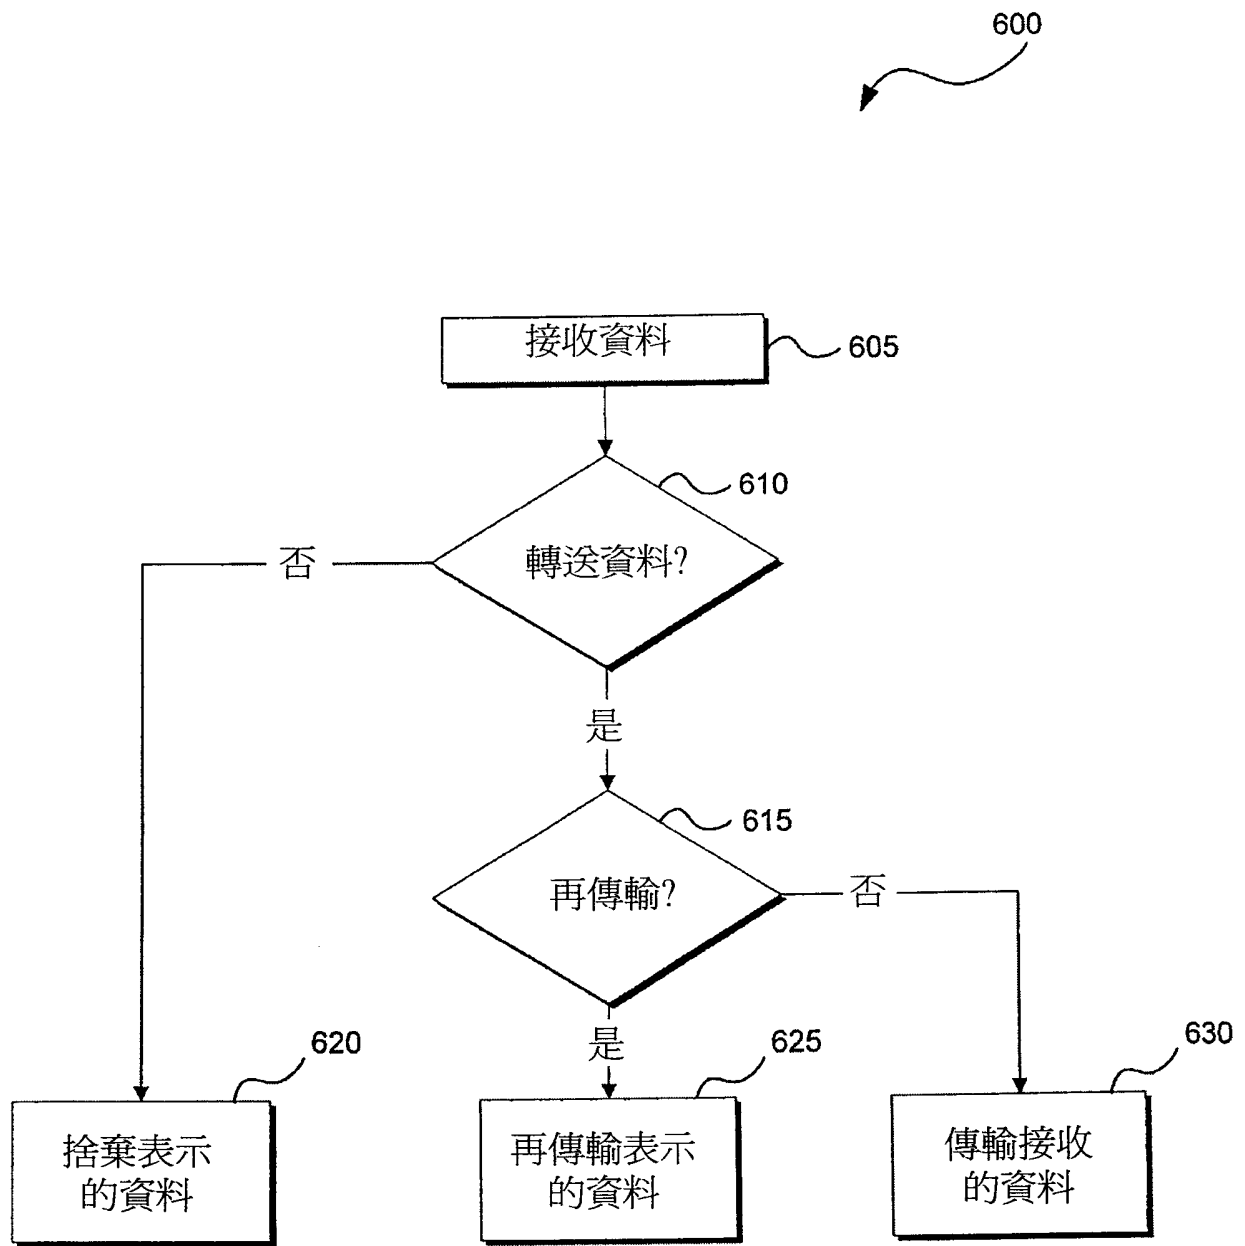 600
接收資料
605
610
轉送資料?
否
是
615
再傳輸?
否
是
620
捨棄表示
的資料
625
再傳輸表示
的資料
630
傳輸接收
的資料